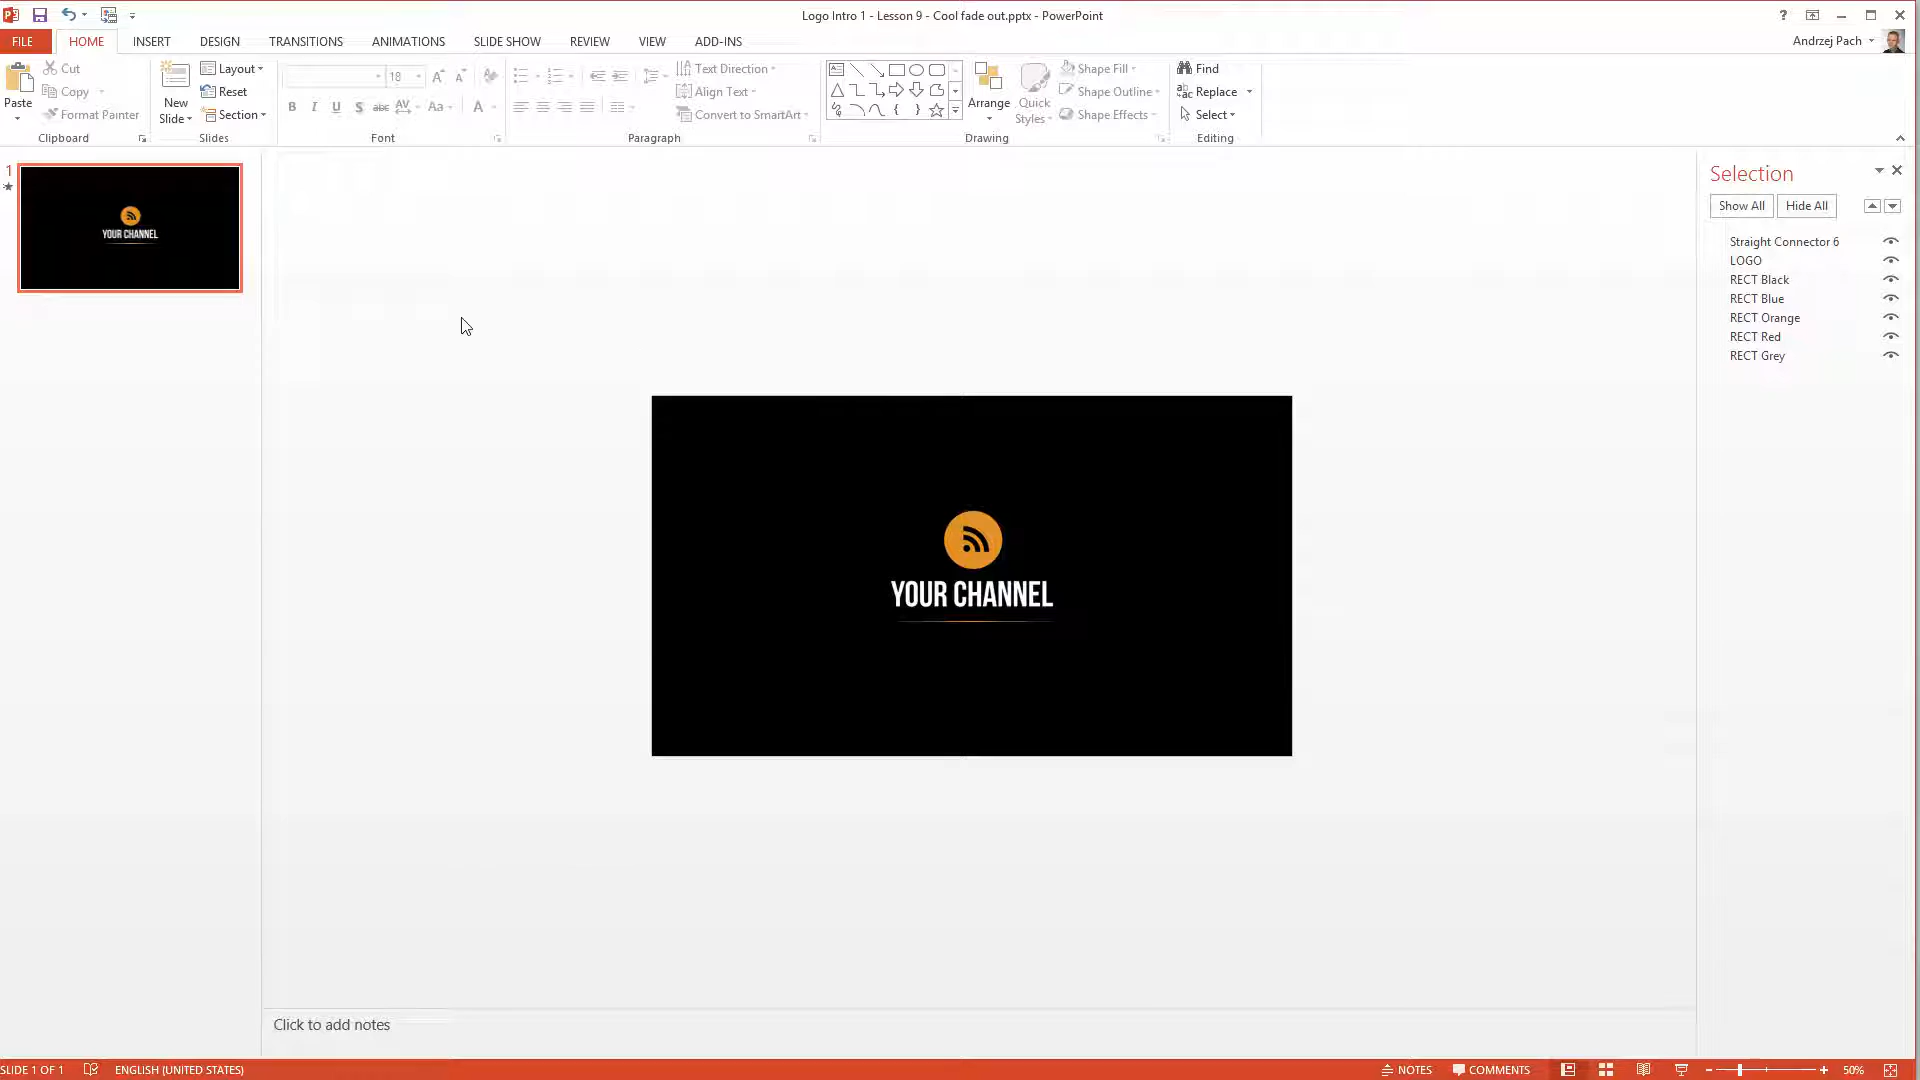 Logo Intro 1 - Lesson 9 - Cool fade out.pptx - PowerPoint
?
FILE HOME INSERT DESIGN TRANSITIONS ANIMATIONS SLIDE SHOW REVIEW VIEW ADD-INS Andrzej Pach
Cut Layout 18 Text Direction Shape Fill Find
Copy Reset Align Text Shape Outline Replace
Paste New Slide Arrange Quick Styles
Format Painter Section B I U S abc AV Aa A Convert to SmartArt Shape Effects Select
Clipboard Slides Font Paragraph Drawing Editing
1
YOUR CHANNEL
YOUR CHANNEL
Selection
Show All Hide All
Straight Connector 6
LOGO
RECT Black
RECT Blue
RECT Orange
RECT Red
RECT Grey
Click to add notes
SLIDE 1 OF 1 ENGLISH (UNITED STATES) NOTES COMMENTS 50%